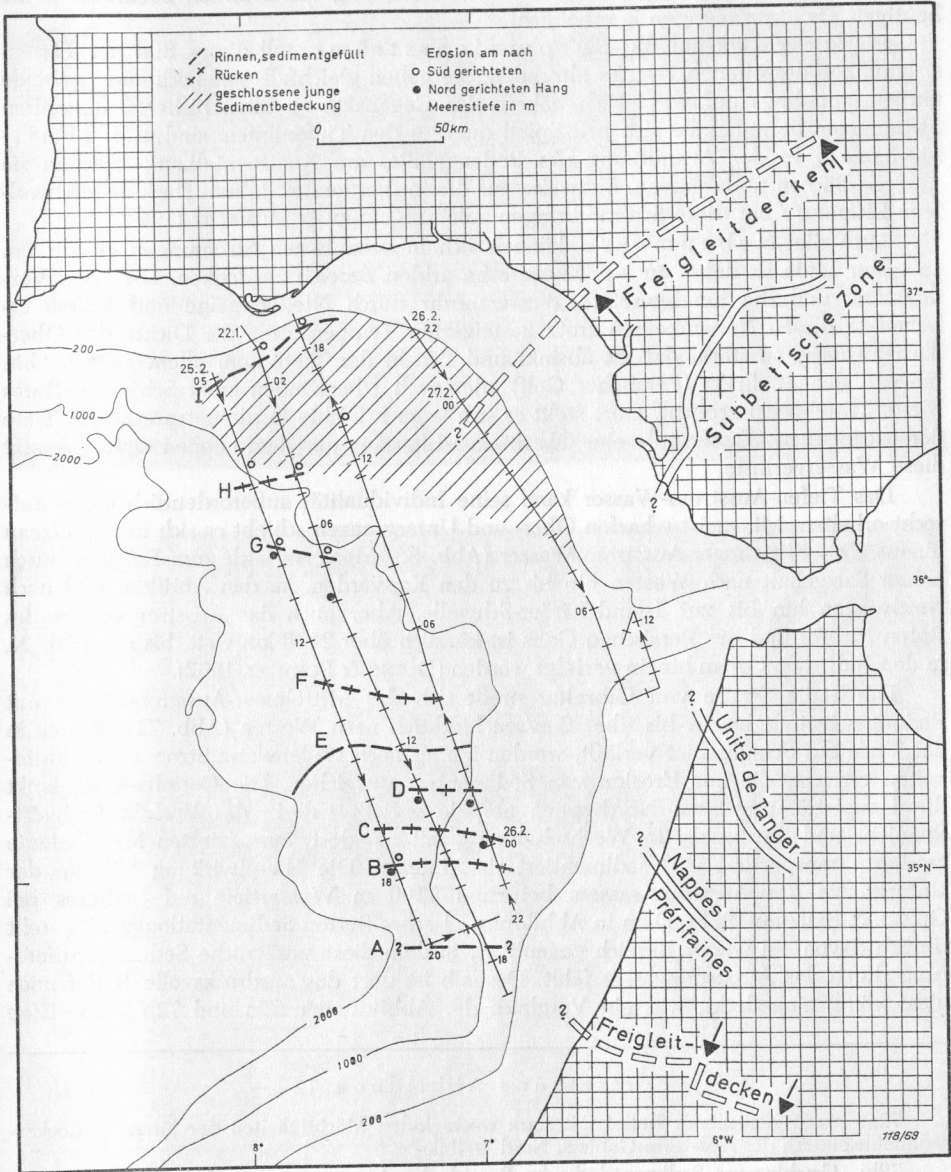 Rinnen,sedimentgefüllt
Rücken
geschlossene junge
Sedimentbedeckung
Erosion am nach
Süd gerichteten
Nord gerichteten Hang
Meerestiefe in m
0 50km
Freigleitdecken
37°
Subbetische Zone
26.2.
22
22.1.
18
25.2.
05
02
27.2.
00
200
1000
2000
I
?
12
H
?
06
G
36°
06
06
12
12
F
?
E
Unité de Tanger
12
D
C
26.2.
00
?
Nappes
Prérifaines
B
18
35°N
22
A
?
?
20
18
2000
1000
200
?
Freigleit-
decken
8°
7°
6°W
118/69